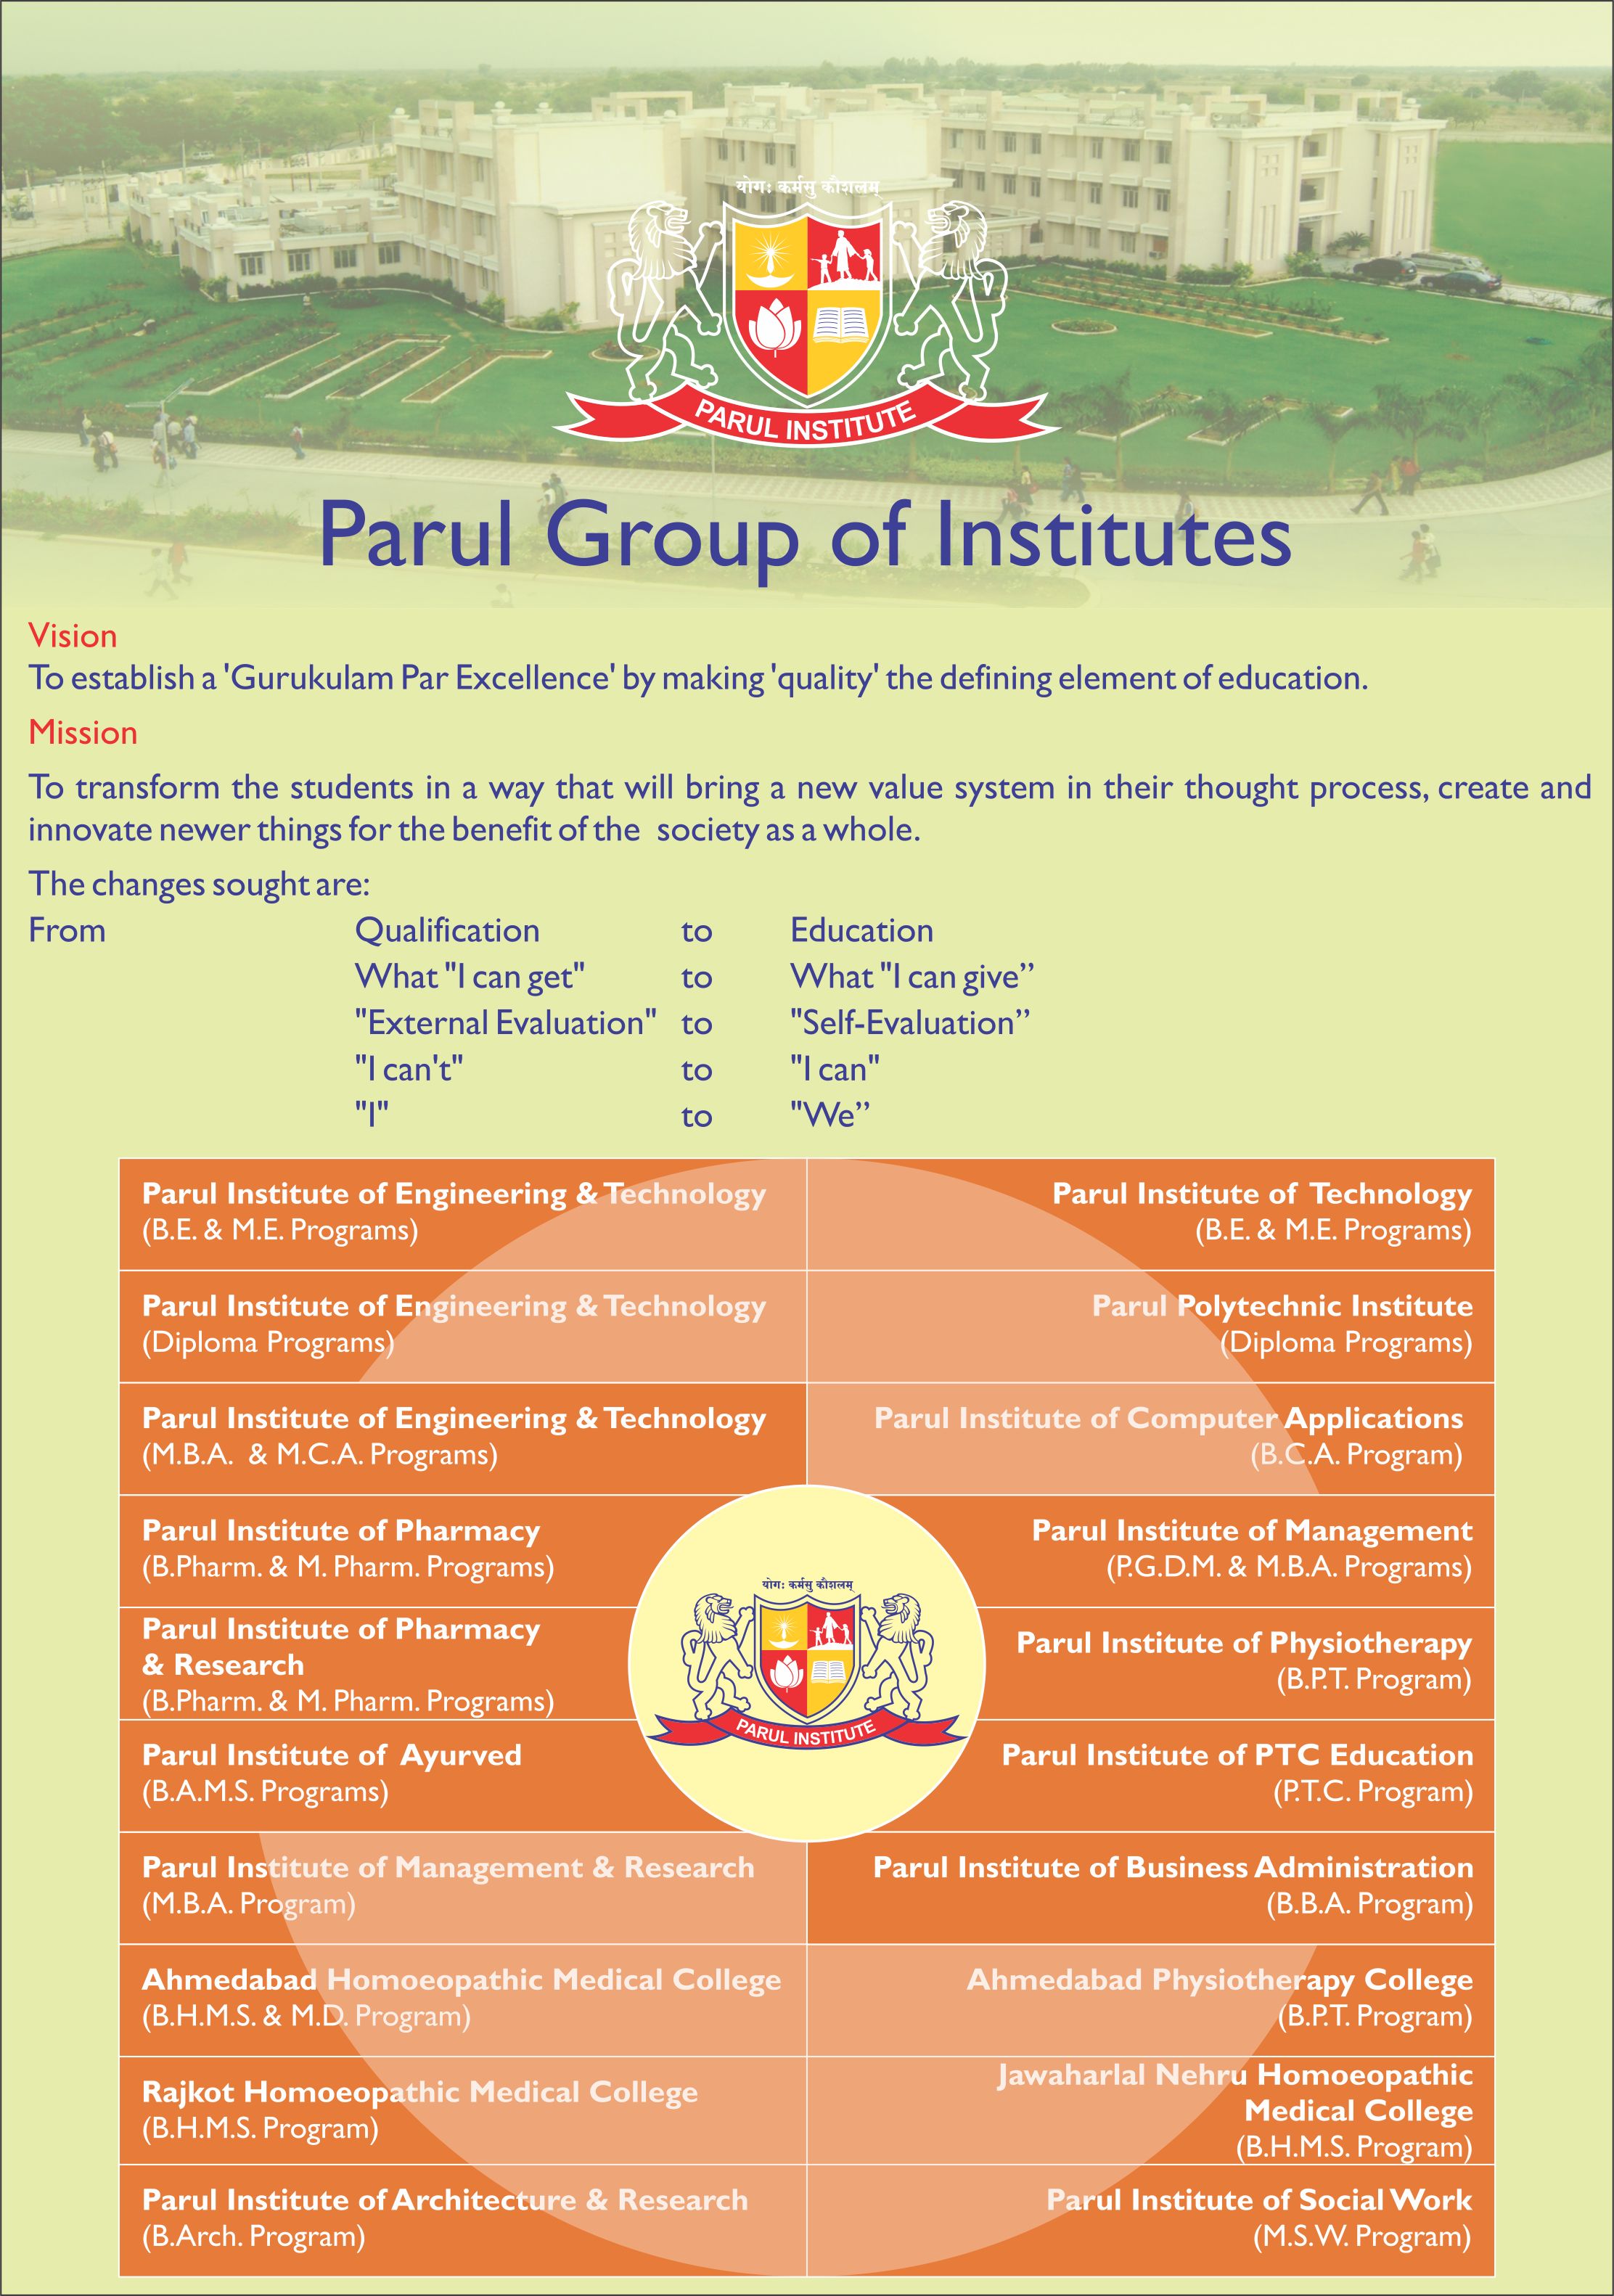 योगः कर्मसु कौशलम्
PARUL INSTITUTE
Parul Group of Institutes
Vision
To establish a 'Gurukulam Par Excellence' by making 'quality' the defining element of education.
Mission
To transform the students in a way that will bring a new value system in their thought process, create and
innovate newer things for the benefit of the society as a whole.
The changes sought are:
From Qualification to Education
What "I can get" to What "I can give”
"External Evaluation" to "Self-Evaluation”
"I can't" to "I can"
"I" to "We”
Parul Institute of Engineering & Technology
(B.E. & M.E. Programs)
Parul Institute of Technology
(B.E. & M.E. Programs)
Parul Institute of Engineering & Technology
(Diploma Programs)
Parul Polytechnic Institute
(Diploma Programs)
Parul Institute of Engineering & Technology
(M.B.A. & M.C.A. Programs)
Parul Institute of Computer Applications
(B.C.A. Program)
Parul Institute of Pharmacy
(B.Pharm. & M. Pharm. Programs)
Parul Institute of Management
(P.G.D.M. & M.B.A. Programs)
योगः कर्मसु कौशलम्
PARUL INSTITUTE
Parul Institute of Pharmacy
& Research
(B.Pharm. & M. Pharm. Programs)
Parul Institute of Physiotherapy
(B.P.T. Program)
Parul Institute of Ayurved
(B.A.M.S. Programs)
Parul Institute of PTC Education
(P.T.C. Program)
Parul Institute of Management & Research
(M.B.A. Program)
Parul Institute of Business Administration
(B.B.A. Program)
Ahmedabad Homoeopathic Medical College
(B.H.M.S. & M.D. Program)
Ahmedabad Physiotherapy College
(B.P.T. Program)
Rajkot Homoeopathic Medical College
(B.H.M.S. Program)
Jawaharlal Nehru Homoeopathic
Medical College
(B.H.M.S. Program)
Parul Institute of Architecture & Research
(B.Arch. Program)
Parul Institute of Social Work
(M.S.W. Program)